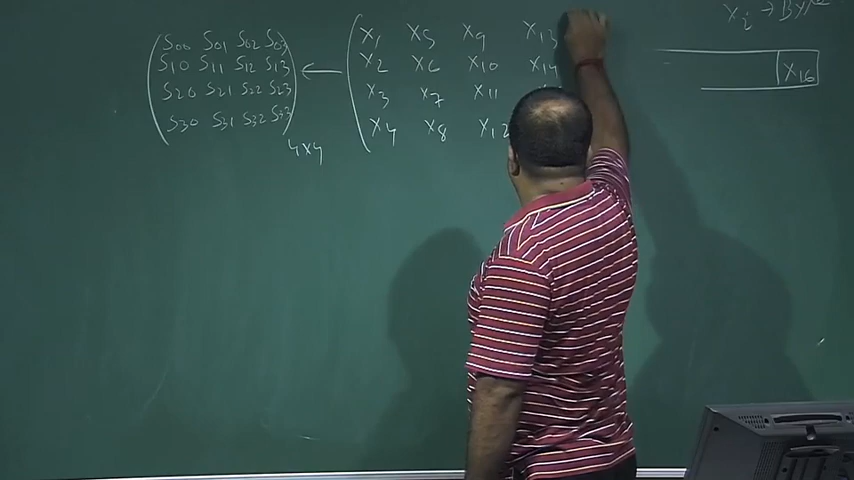 S00 S01 S02 S03
S10 S11 S12 S13
S20 S21 S22 S23
S30 S31 S32 S33
4x4
X1 X5 X9 X13
X2 X6 X10 X14
X3 X7 X11
X4 X8 X12
Xi →
X16